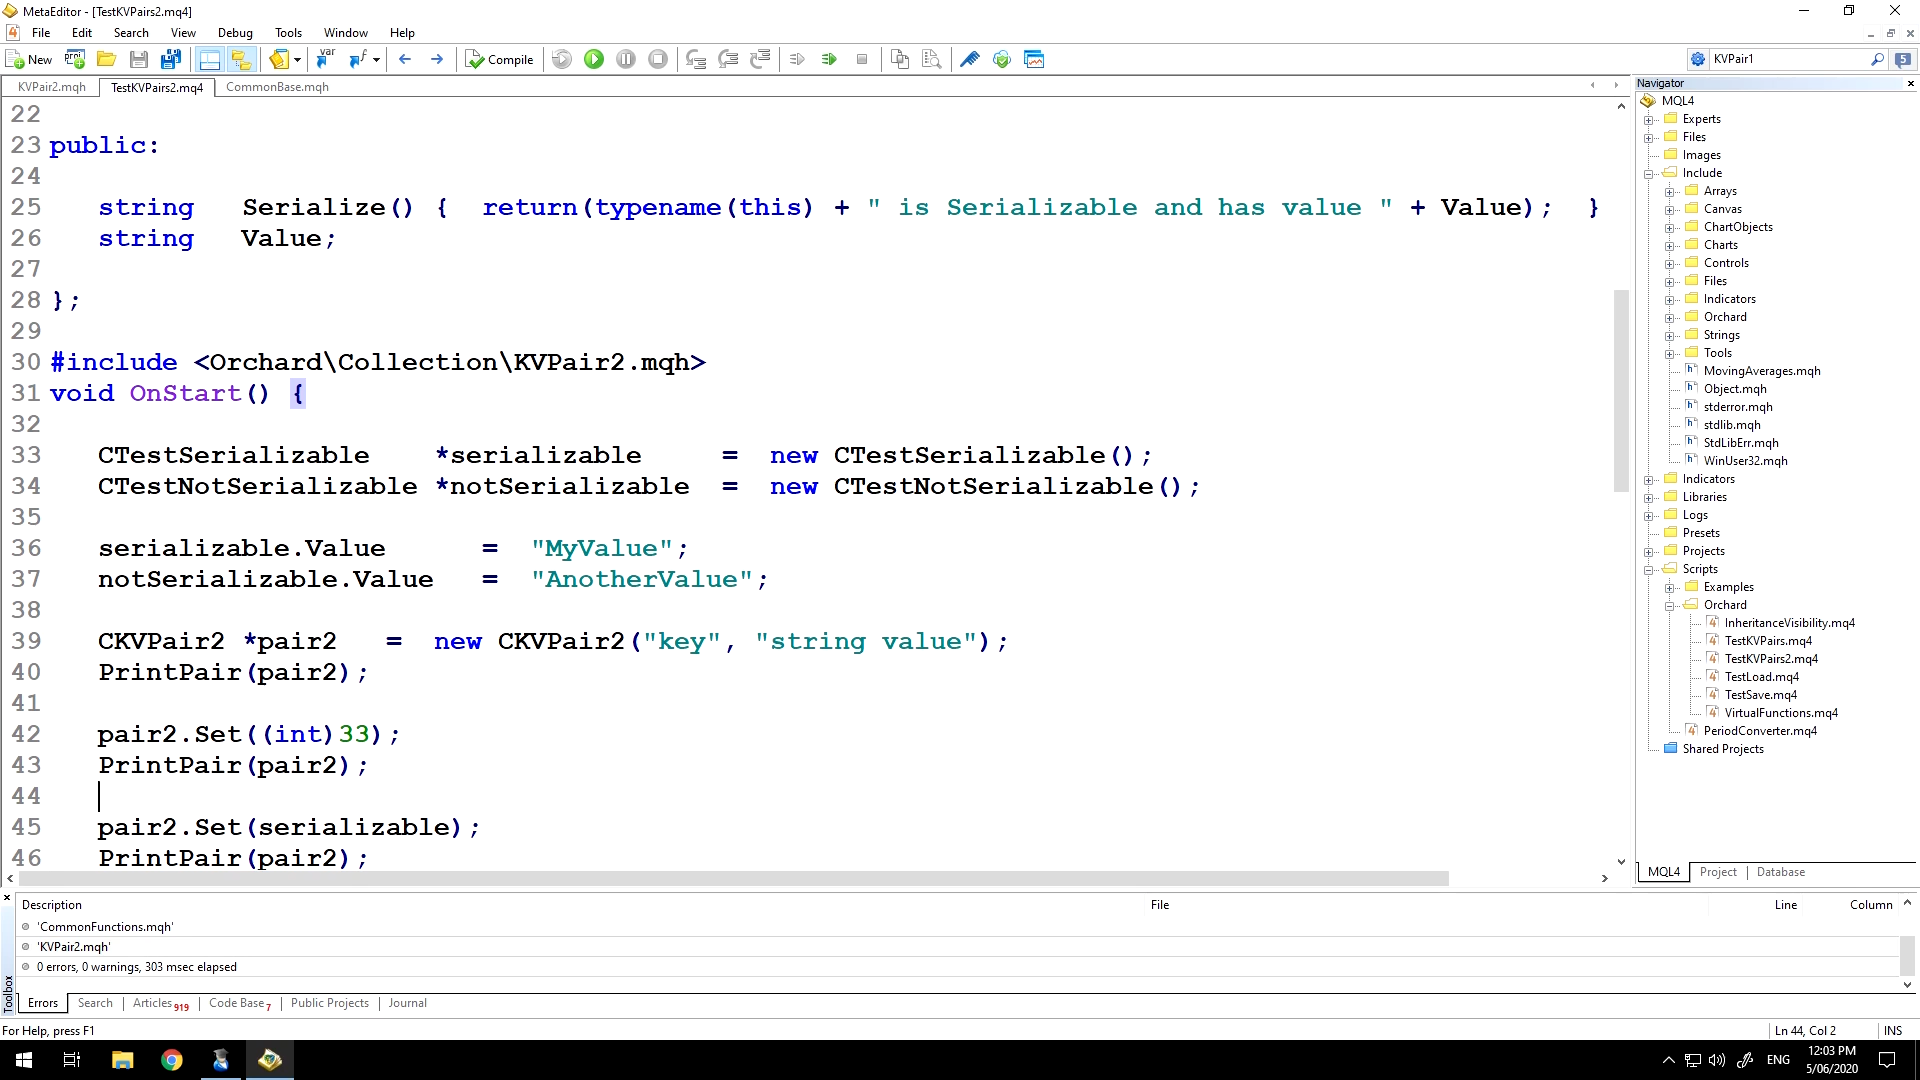 MetaEditor - [TestKVPairs2.mq4]
File Edit Search View Debug Tools Window Help
New Compile KVPair1
KVPair2.mqh TestKVPairs2.mq4 CommonBase.mqh
22
23 public:
24
25 string Serialize() { return(typename(this) + " is Serializable and has value " + Value); }
26 string Value;
27
28 };
29
30 #include <Orchard\Collection\KVPair2.mqh>
31 void OnStart() {
32
33 CTestSerializable *serializable = new CTestSerializable();
34 CTestNotSerializable *notSerializable = new CTestNotSerializable();
35
36 serializable.Value = "MyValue";
37 notSerializable.Value = "AnotherValue";
38
39 CKVPair2 *pair2 = new CKVPair2("key", "string value");
40 PrintPair(pair2);
41
42 pair2.Set((int)33);
43 PrintPair(pair2);
44
45 pair2.Set(serializable);
46 PrintPair(pair2);
Navigator
MQL4
Experts
Files
Images
Include
Arrays
Canvas
ChartObjects
Charts
Controls
Files
Indicators
Orchard
Strings
Tools
MovingAverages.mqh
Object.mqh
stderror.mqh
stdlib.mqh
StdLibErr.mqh
WinUser32.mqh
Indicators
Libraries
Logs
Presets
Projects
Scripts
Examples
Orchard
InheritanceVisibility.mq4
TestKVPairs.mq4
TestKVPairs2.mq4
TestLoad.mq4
TestSave.mq4
VirtualFunctions.mq4
PeriodConverter.mq4
Shared Projects
MQL4 Project Database
Description File Line Column
'CommonFunctions.mqh'
'KVPair2.mqh'
0 errors, 0 warnings, 303 msec elapsed
Toolbox
Errors Search Articles 919 Code Base 7 Public Projects Journal
For Help, press F1 Ln 44, Col 2 INS
ENG 12:03 PM
5/06/2020